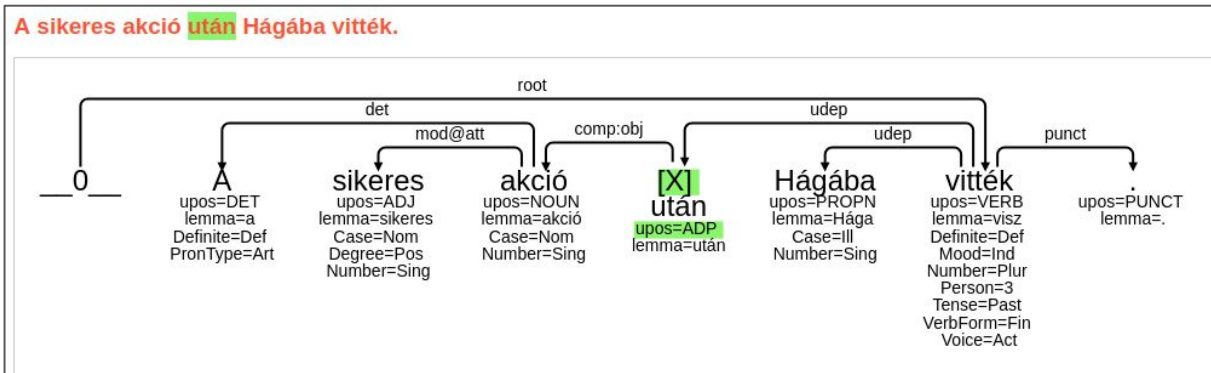 A sikeres akció után Hágába vitték.
root
det udep
mod@att comp:obj udep punct
__0__ A sikeres akció [X] Hágába vitték .
után
upos=DET upos=ADJ upos=NOUN upos=ADP upos=PROPN upos=VERB upos=PUNCT
lemma=a lemma=sikeres lemma=akció lemma=után lemma=Hága lemma=visz lemma=.
Definite=Def Case=Nom Case=Nom Case=Ill Definite=Def
PronType=Art Degree=Pos Number=Sing Number=Sing Mood=Ind
Number=Sing Number=Plur
Person=3
Tense=Past
VerbForm=Fin
Voice=Act